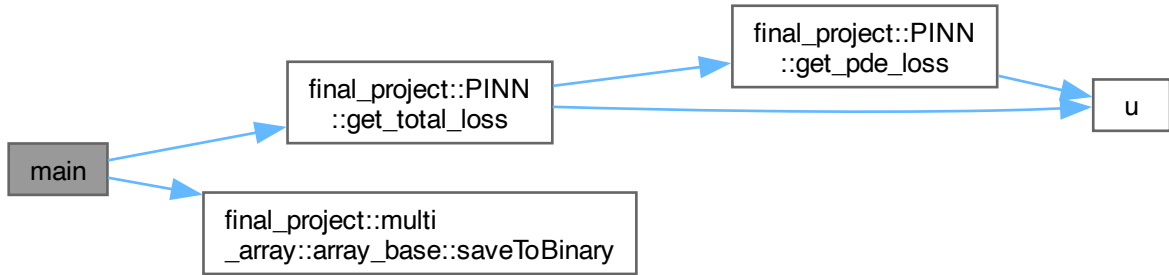 main
final_project::PINN
::get_total_loss
final_project::PINN
::get_pde_loss
u
final_project::multi
_array::array_base::saveToBinary